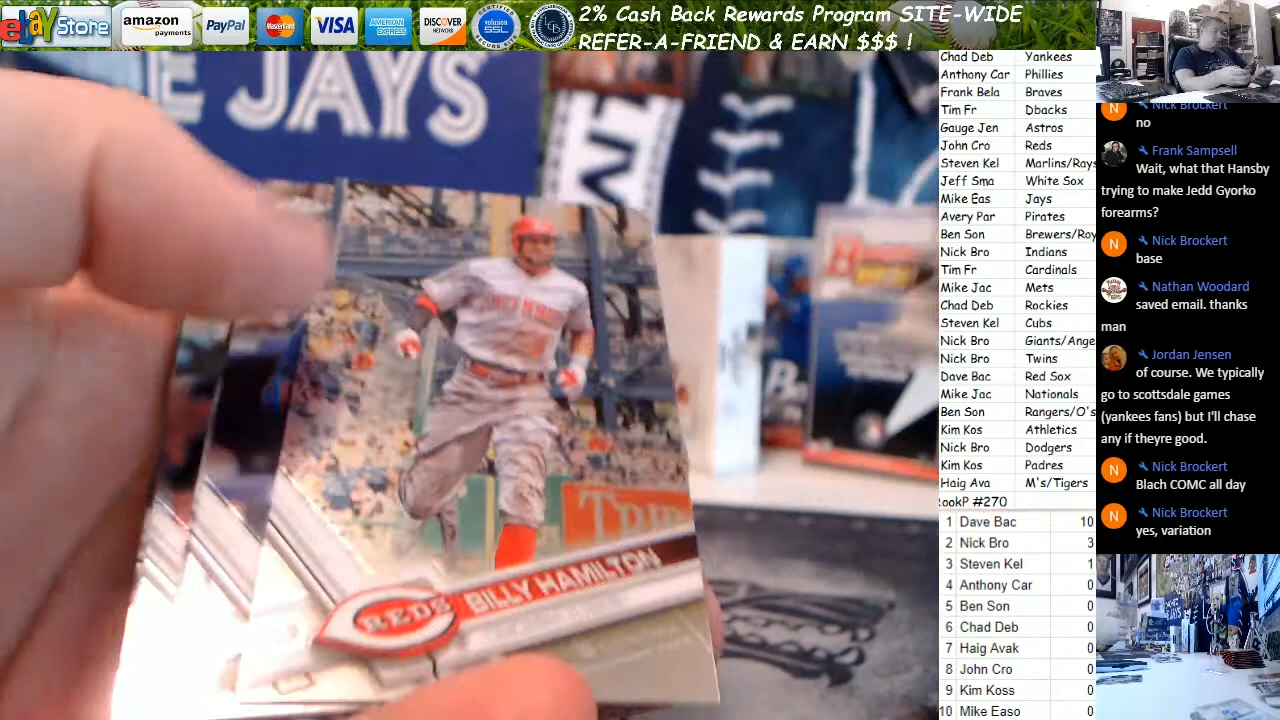 ebay Store
amazon payments
PayPal
MasterCard
VISA
AMERICAN EXPRESS
DISCOVER NETWORK
volusion SSL
2% Cash Back Rewards Program SITE-WIDE
REFER-A-FRIEND & EARN $$$ !
E JAYS
REDS
BILLY HAMILTON
Chad Deb Yankees
Anthony Car Phillies
Frank Bela Braves
Tim Fr Dbacks
Gauge Jen Astros
John Cro Reds
Steven Kel Marlins/Rays
Jeff Sma White Sox
Mike Eas Jays
Avery Par Pirates
Ben Son Brewers/Roy
Nick Bro Indians
Tim Fr Cardinals
Mike Jac Mets
Chad Deb Rockies
Steven Kel Cubs
Nick Bro Giants/Ange
Nick Bro Twins
Dave Bac Red Sox
Mike Jac Nationals
Ben Son Rangers/O's
Kim Kos Athletics
Nick Bro Dodgers
Kim Kos Padres
Haig Ava M's/Tigers
RookP #270
1 Dave Bac 10
2 Nick Bro 3
3 Steven Kel 1
4 Anthony Car 0
5 Ben Son 0
6 Chad Deb 0
7 Haig Avak 0
8 John Cro 0
9 Kim Koss 0
10 Mike Easo 0
N Nick Brockert
no
Frank Sampsell
Wait, what that Hansby
trying to make Jedd Gyorko
forearms?
N Nick Brockert
base
Nathan Woodard
saved email. thanks
man
Jordan Jensen
of course. We typically
go to scottsdale games
(yankees fans) but I'll chase
any if theyre good.
N Nick Brockert
Blach COMC all day
N Nick Brockert
yes, variation